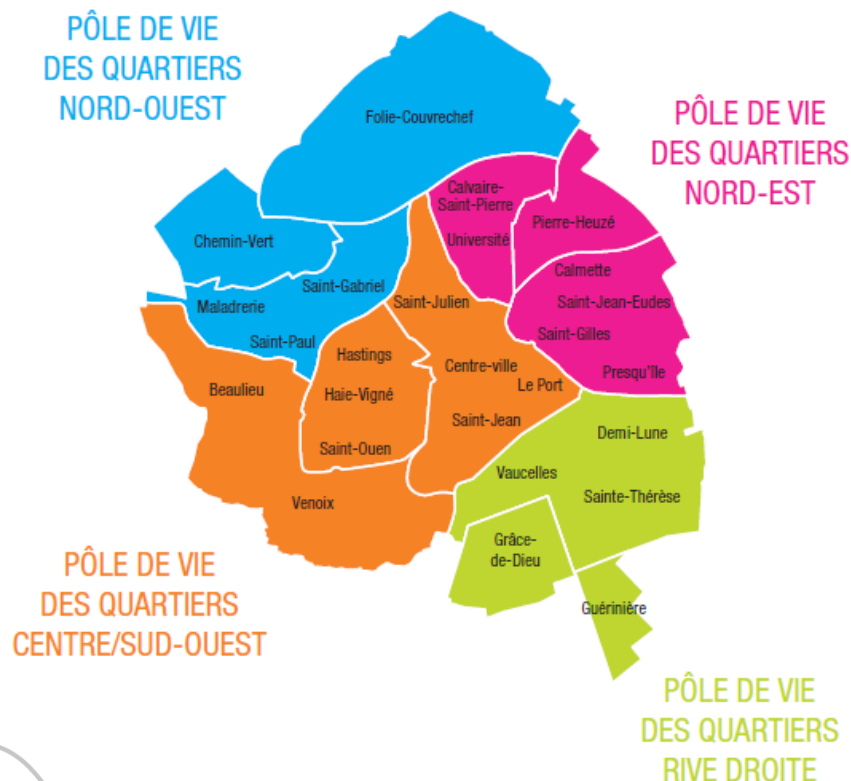 PÔLE DE VIE
DES QUARTIERS
NORD-OUEST
Folie-Couvrechef
PÔLE DE VIE
DES QUARTIERS
NORD-EST
Calvaire-
Saint-Pierre
Pierre-Heuzé
Université
Chemin-Vert
Calmette
Saint-Gabriel
Saint-Julien
Saint-Jean-Eudes
Maladrerie
Saint-Gilles
Saint-Paul
Hastings
Centre-ville
Presqu'île
Le Port
Beaulieu
Haie-Vigné
Saint-Jean
Demi-Lune
Saint-Ouen
Vaucelles
Sainte-Thérèse
Venoix
Grâce-
de-Dieu
PÔLE DE VIE
DES QUARTIERS
CENTRE/SUD-OUEST
Guérinière
PÔLE DE VIE
DES QUARTIERS
RIVE DROITE